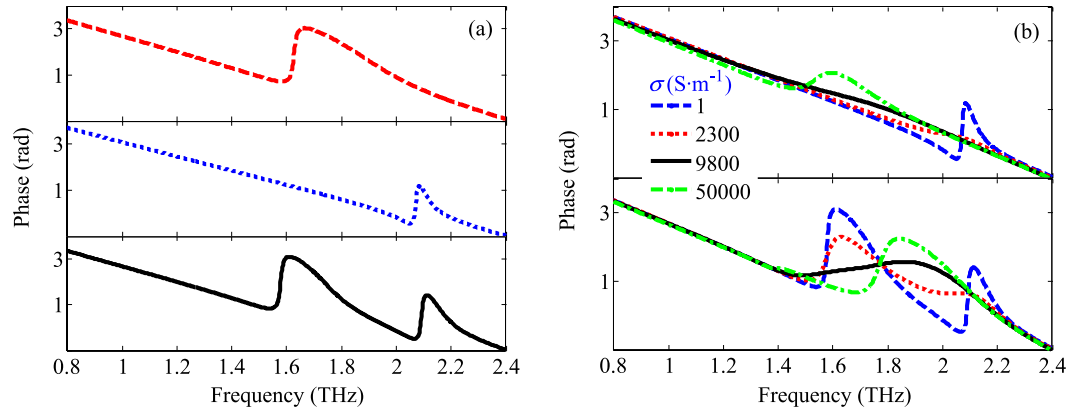 (a)
3
1
3
1
3
1
Phase (rad)
0.8 1 1.2 1.4 1.6 1.8 2 2.2 2.4
Frequency (THz)
(b)
3
1
σ(S·m⁻¹)
1
2300
9800
50000
3
1
Phase (rad)
0.8 1 1.2 1.4 1.6 1.8 2 2.2 2.4
Frequency (THz)